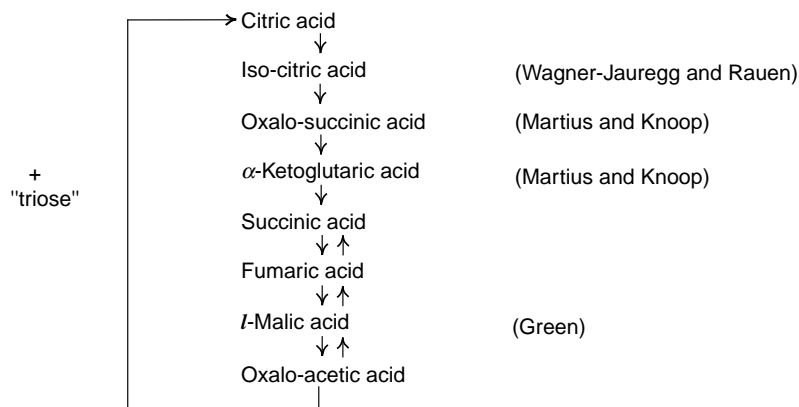 Citric acid
Iso-citric acid (Wagner-Jauregg and Rauen)
Oxalo-succinic acid (Martius and Knoop)
+
"triose"
α-Ketoglutaric acid (Martius and Knoop)
Succinic acid
Fumaric acid
l-Malic acid (Green)
Oxalo-acetic acid